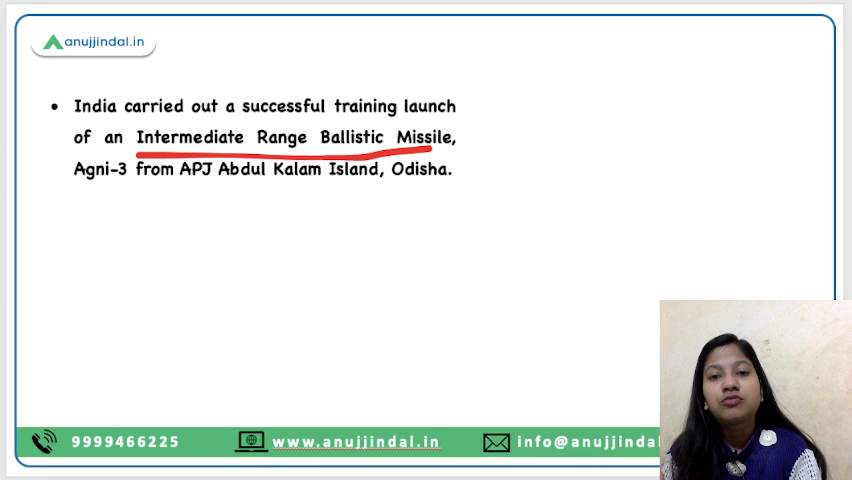 anujjindal.in
• India carried out a successful training launch
of an Intermediate Range Ballistic Missile,
Agni-3 from APJ Abdul Kalam Island, Odisha.
9999466225 www.anujjindal.in info@anujjindal